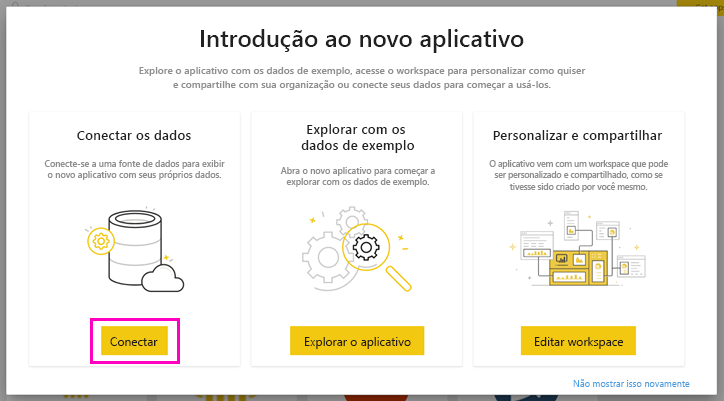 Introdução ao novo aplicativo
Explore o aplicativo com os dados de exemplo, acesse o workspace para personalizar como quiser
e compartilhe com sua organização ou conecte seus dados para começar a usá-los.
Conectar os dados
Conecte-se a uma fonte de dados para exibir
o novo aplicativo com seus próprios dados.
Conectar
Explorar com os
dados de exemplo
Abra o novo aplicativo para começar a
explorar com os dados de exemplo.
Explorar o aplicativo
Personalizar e compartilhar
O aplicativo vem com um workspace que pode
ser personalizado e compartilhado, como se
tivesse sido criado por você mesmo.
Editar workspace
Não mostrar isso novamente